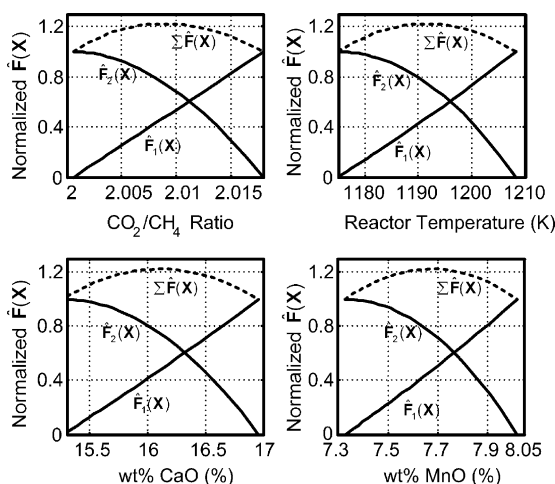 Normalized F̂(X)
1.2
0.8
0.4
0
ΣF̂(X)
F̂₂(X)
F̂₁(X)
2 2.005 2.01 2.015
CO₂/CH₄ Ratio
Normalized F̂(X)
1.2
0.8
0.4
0
ΣF̂(X)
F̂₂(X)
F̂₁(X)
1180 1190 1200 1210
Reactor Temperature (K)
Normalized F̂(X)
1.2
0.8
0.4
0
ΣF̂(X)
F̂₂(X)
F̂₁(X)
15.5 16 16.5 17
wt% CaO (%)
Normalized F̂(X)
1.2
0.8
0.4
0
ΣF̂(X)
F̂₂(X)
F̂₁(X)
7.3 7.5 7.7 7.9 8.05
wt% MnO (%)